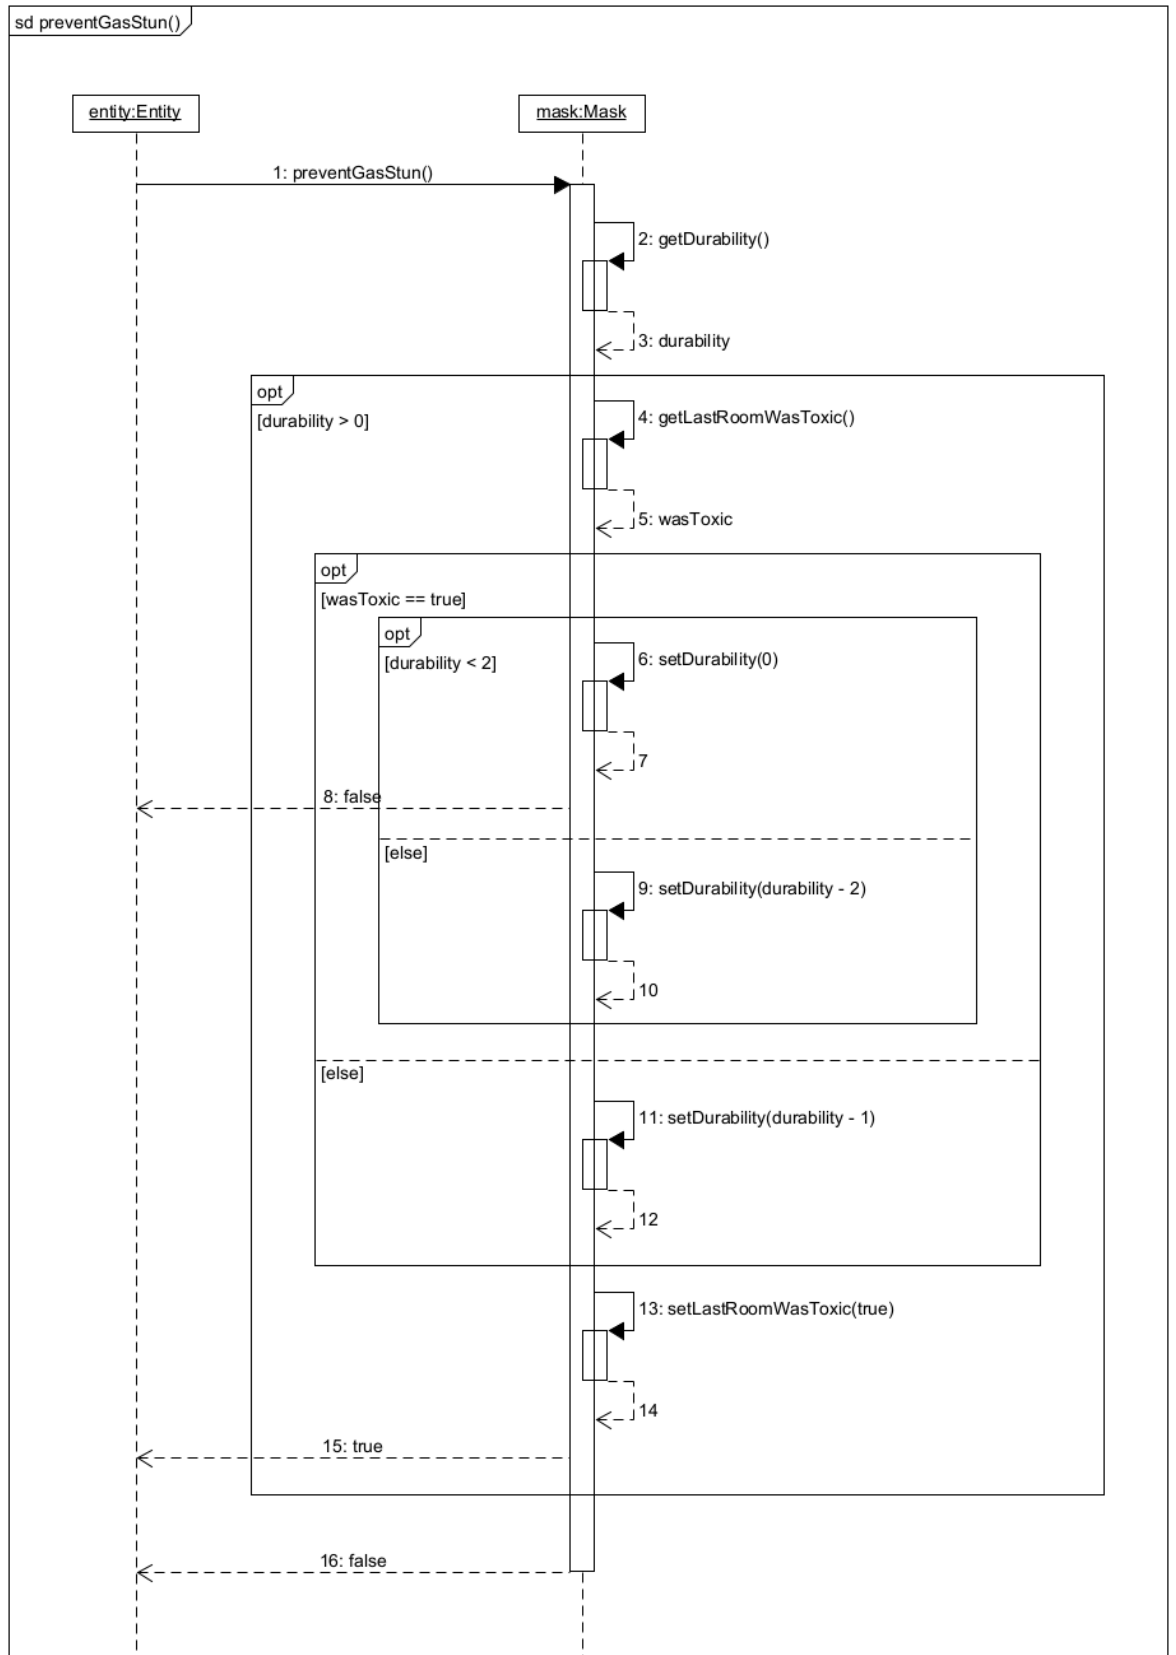 sd preventGasStun()
entity:Entity
mask:Mask
1: preventGasStun()
2: getDurability()
3: durability
opt
[durability > 0]
4: getLastRoomWasToxic()
5: wasToxic
opt
[wasToxic == true]
opt
[durability < 2]
6: setDurability(0)
7
8: false
[else]
9: setDurability(durability - 2)
10
[else]
11: setDurability(durability - 1)
12
13: setLastRoomWasToxic(true)
14
15: true
16: false